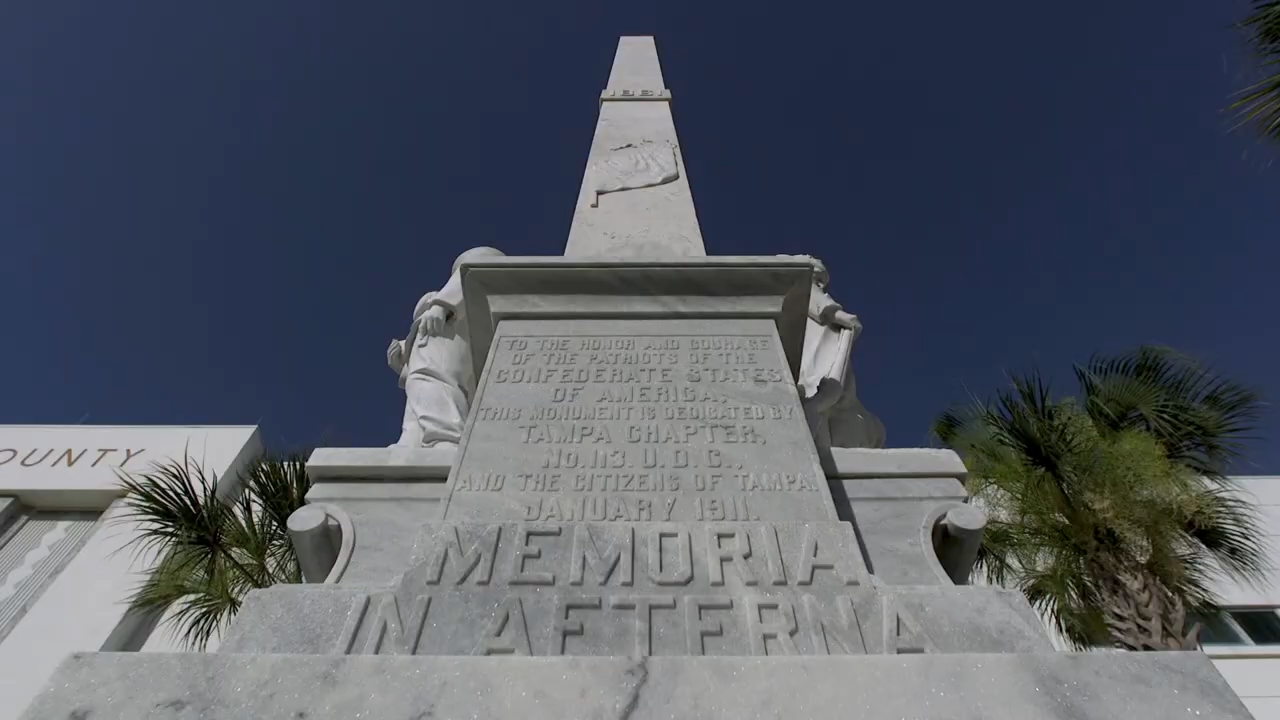 1861
TO THE HONOR AND COURAGE
OF THE PATRIOTS OF THE
CONFEDERATE STATES
OF AMERICA,
THIS MONUMENT IS DEDICATED BY
TAMPA CHAPTER,
No. 113. U.D.C.,
AND THE CITIZENS OF TAMPA.
JANUARY 1911.
MEMORIA
IN AETERNA
OUNTY